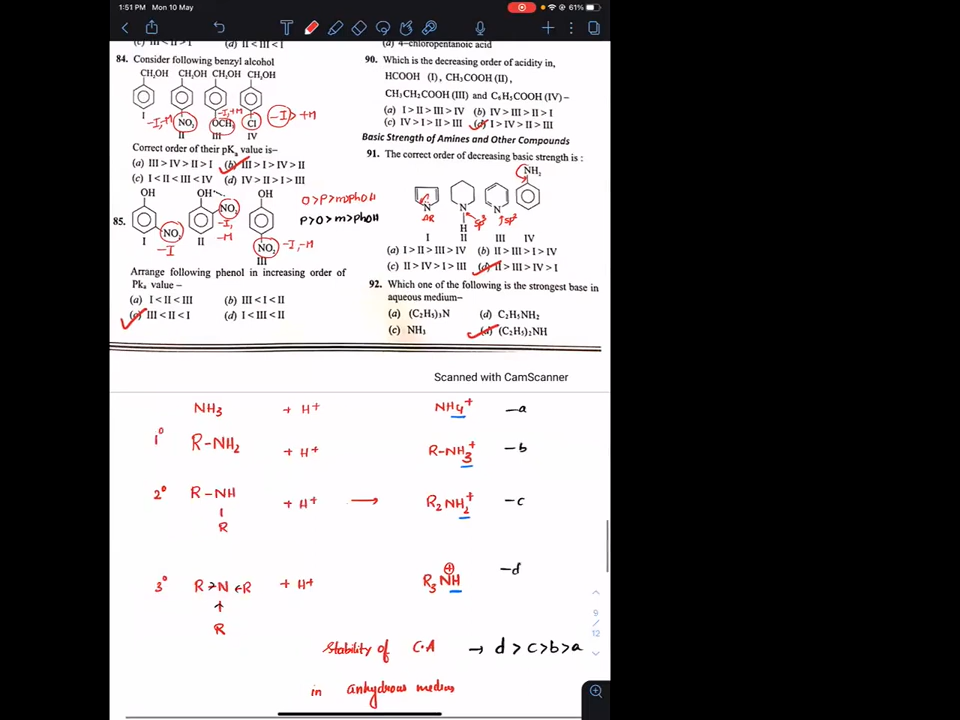 1:51 PM Mon 10 May
61%
(d) II < III < I
(a) 4-chloropentanoic acid
84. Consider following benzyl alcohol
CH₂OH CH₂OH CH₂OH CH₂OH
-I,-M NO₂ OCH₃ -I,+M Cl -I > +M
I II III IV
Correct order of their pKₐ value is–
(a) III > IV > II > I (b) III > I > IV > II
(c) I < II < III < IV (d) IV > II > I > III
85.
OH OH OH
NO₂ NO₂ NO₂
-I -I, -M -I, -M
I II III
O > P > m > phOH
P > O > m > phOH
Arrange following phenol in increasing order of
Pkₐ value –
(a) I < II < III (b) III < I < II
(c) III < II < I (d) I < III < II
90. Which is the decreasing order of acidity in,
HCOOH (I), CH₃COOH (II),
CH₃CH₂COOH (III) and C₆H₅COOH (IV)–
(a) I > II > III > IV (b) IV > III > II > I
(c) IV > I > II > III (d) I > IV > II > III
Basic Strength of Amines and Other Compounds
91. The correct order of decreasing basic strength is :
NH₂
N N N
H
AR sp³ sp²
I II III IV
(a) I > II > III > IV (b) II > III > I > IV
(c) II > IV > I > III (d) II > III > IV > I
92. Which one of the following is the strongest base in
aqueous medium–
(a) (C₂H₅)₃N (d) C₂H₅NH₂
(c) NH₃ (d) (C₂H₅)₂NH
Scanned with CamScanner
NH₃ + H⁺ NH₄⁺ –a
1° R–NH₂ + H⁺ R–NH₃⁺ –b
2° R–NH + H⁺ → R₂NH₂⁺ –c
R
3° R N R + H⁺ R₃NH ⊕ –d
R
Stability of C.A → d > c > b > a
in anhydrous medium
9
/
12